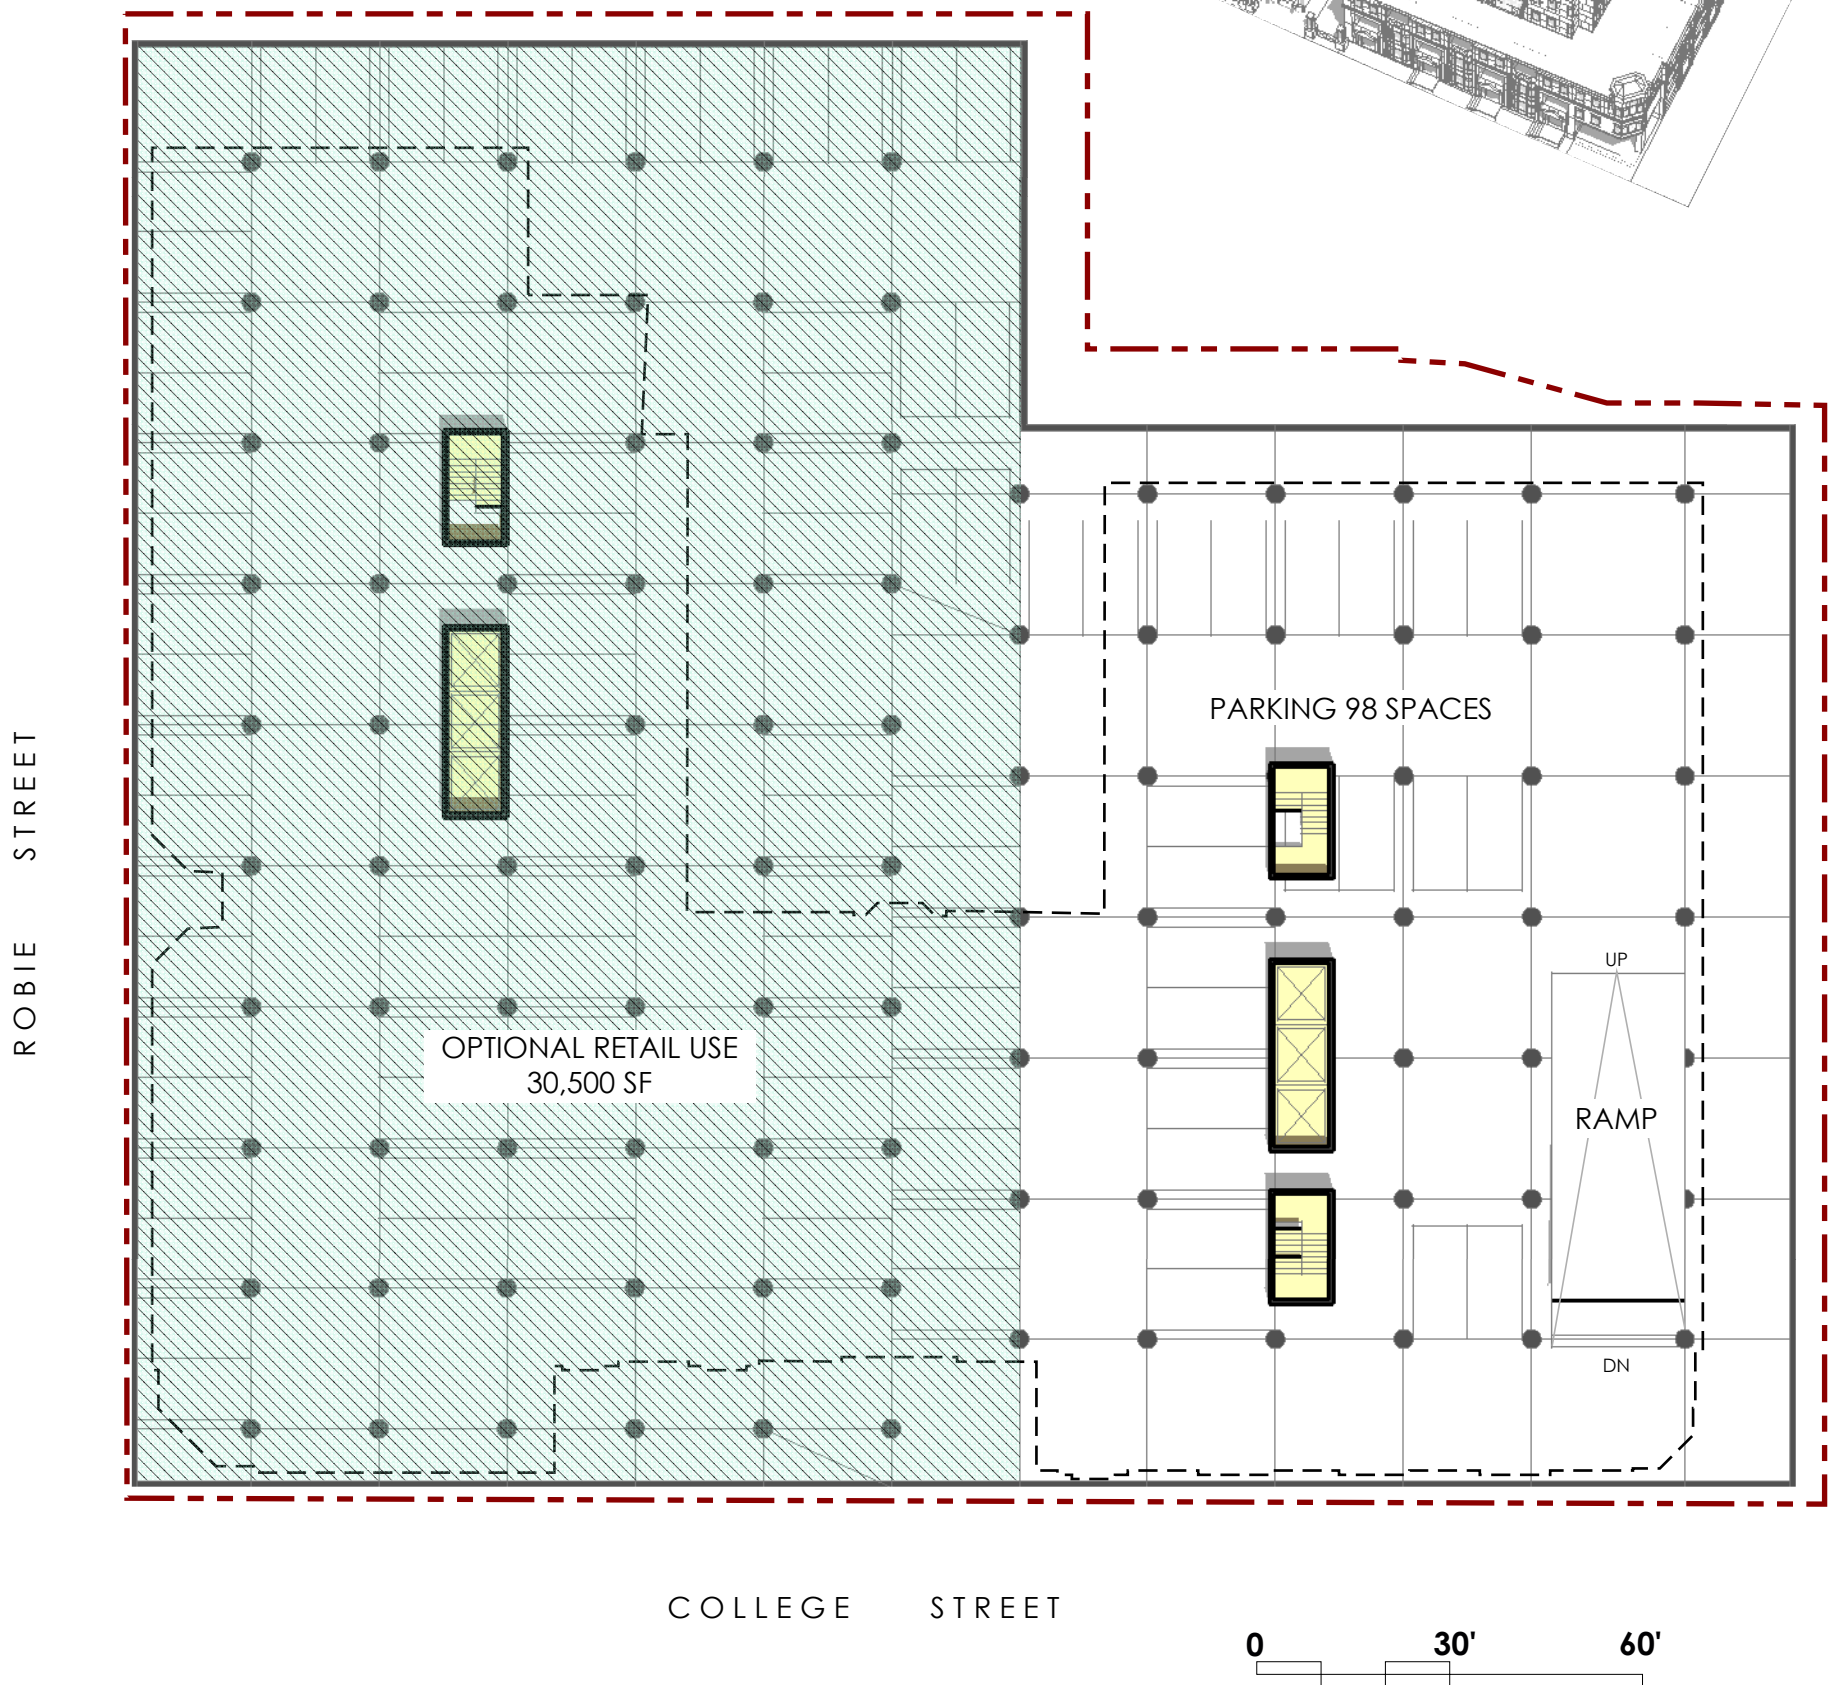 PARKING 98 SPACES
ROBIE STREET
UP
OPTIONAL RETAIL USE
30,500 SF
RAMP
DN
COLLEGE STREET
0 30' 60'